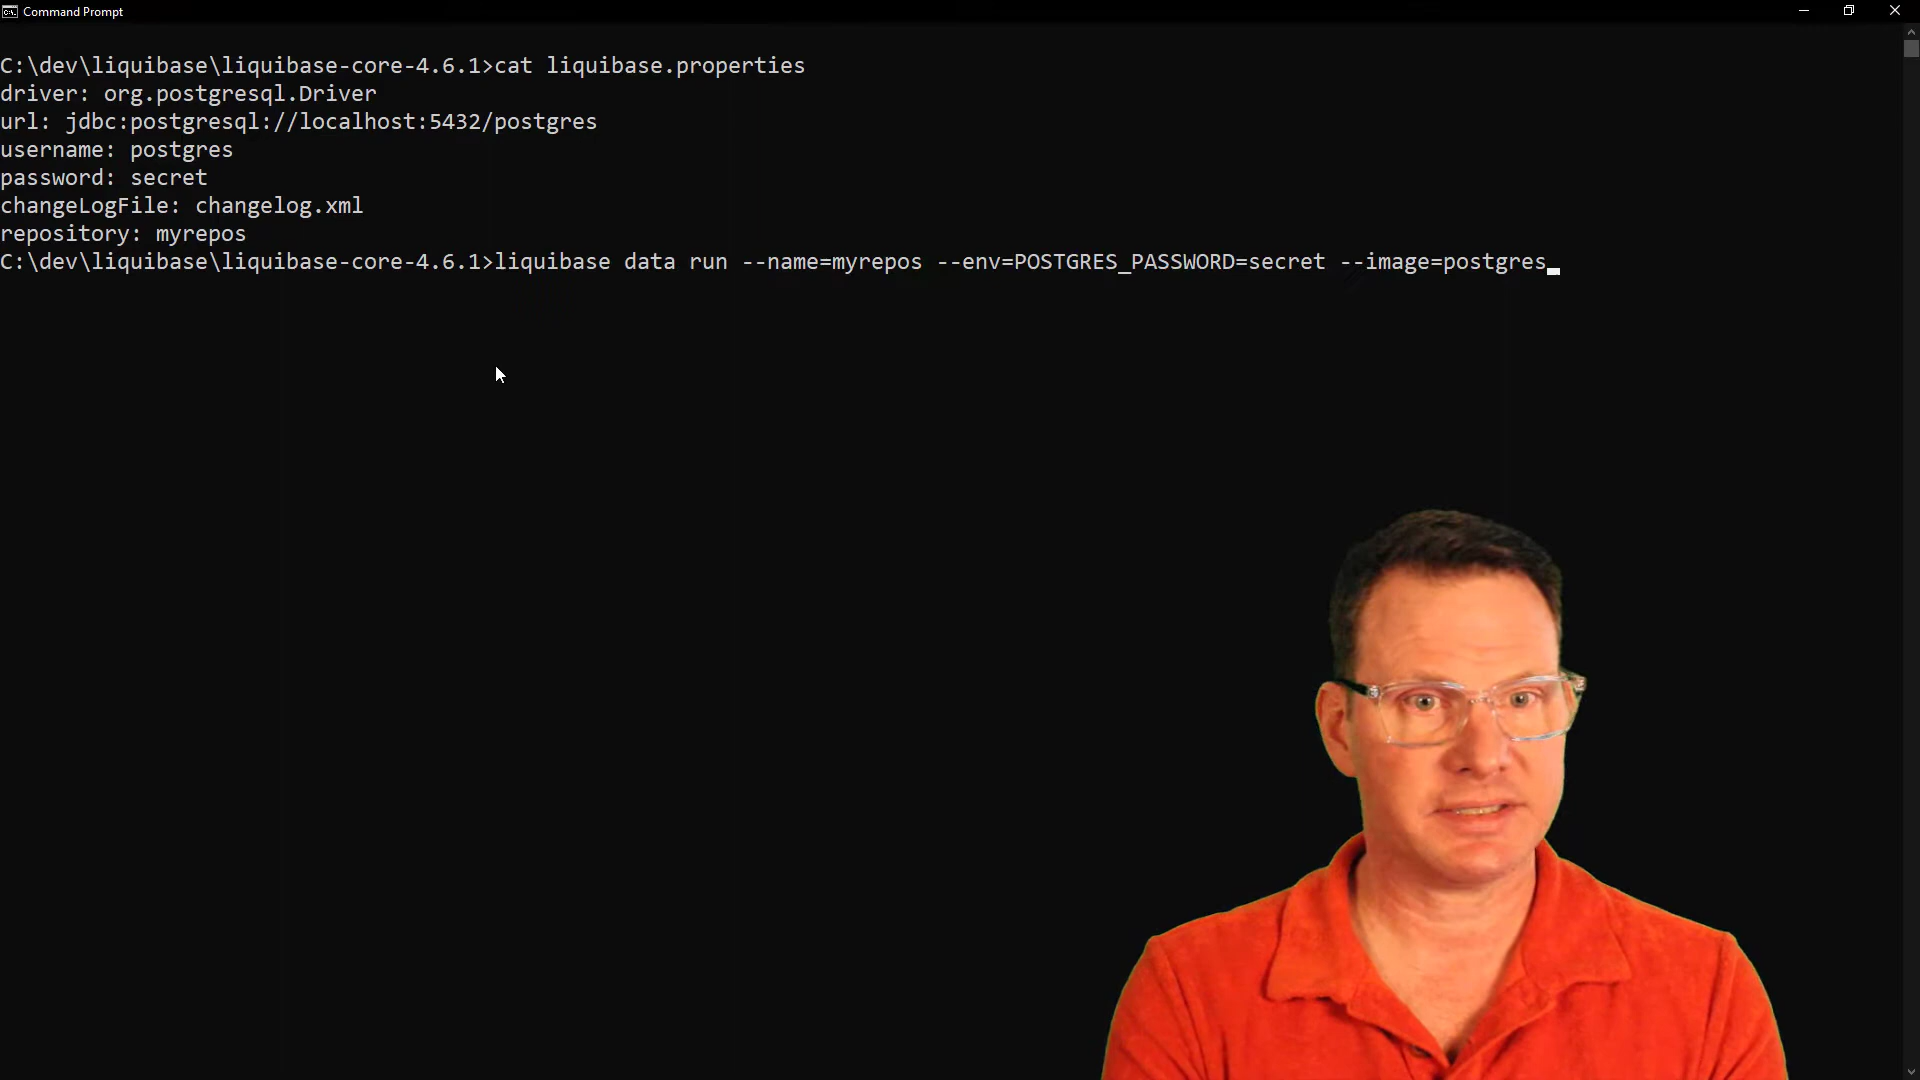 Command Prompt
C:\dev\liquibase\liquibase-core-4.6.1>cat liquibase.properties
driver: org.postgresql.Driver
url: jdbc:postgresql://localhost:5432/postgres
username: postgres
password: secret
changeLogFile: changelog.xml
repository: myrepos
C:\dev\liquibase\liquibase-core-4.6.1>liquibase data run --name=myrepos --env=POSTGRES_PASSWORD=secret --image=postgres